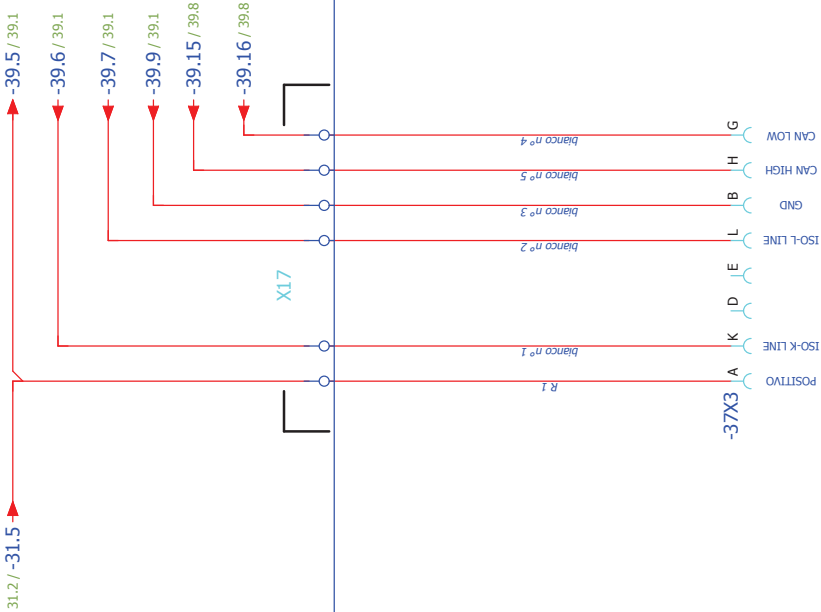 -39.5 / 39.1
-39.6 / 39.1
-39.7 / 39.1
-39.9 / 39.1
-39.15 / 39.8
-39.16 / 39.8
31.2 / -31.5
X17
bianco n° 4
G
CAN LOW
bianco n° 5
H
CAN HIGH
bianco n° 3
B
GND
bianco n° 2
L
ISO-L LINE
E
D
bianco n° 1
K
ISO-K LINE
R 1
A
POSITIVO
-37X3